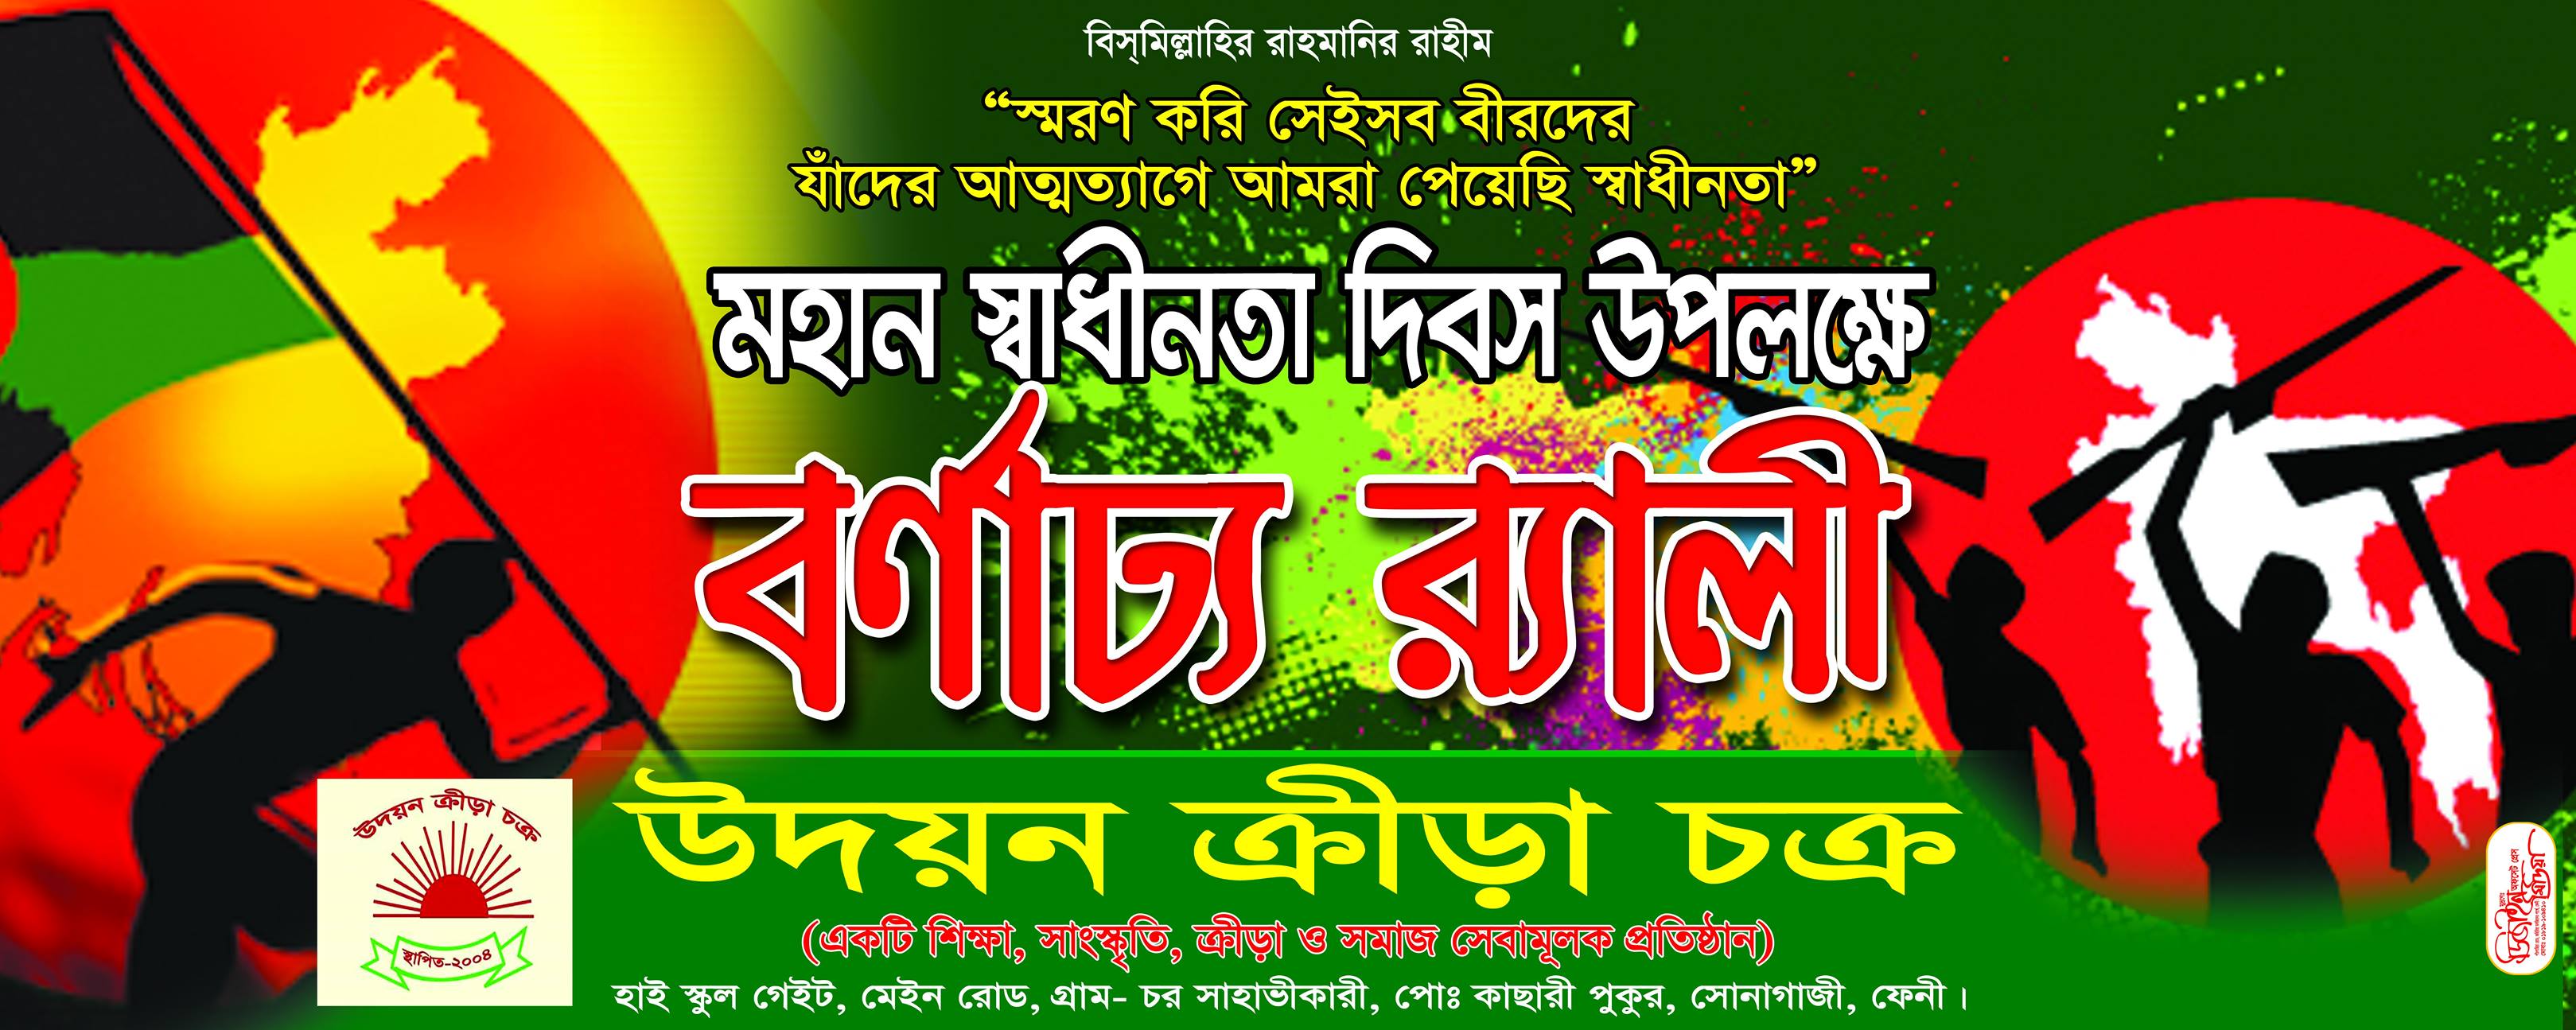 বিস্‌মিল্লাহির রাহমানির রাহীম
“স্মরণ করি সেইসব বীরদের
যাঁদের আত্মত্যাগে আমরা পেয়েছি স্বাধীনতা”
মহান স্বাধীনতা দিবস উপলক্ষে
বর্ণাঢ্য র‍্যালী
উদয়ন ক্রীড়া চক্র
(একটি শিক্ষা, সাংস্কৃতি, ক্রীড়া ও সমাজ সেবামূলক প্রতিষ্ঠান)
হাই স্কুল গেইট, মেইন রোড, গ্রাম- চর সাহাভীকারী, পোঃ কাছারী পুকুর, সোনাগাজী, ফেনী।
উদয়ন ক্রীড়া চক্র
স্থাপিত-২০০৪